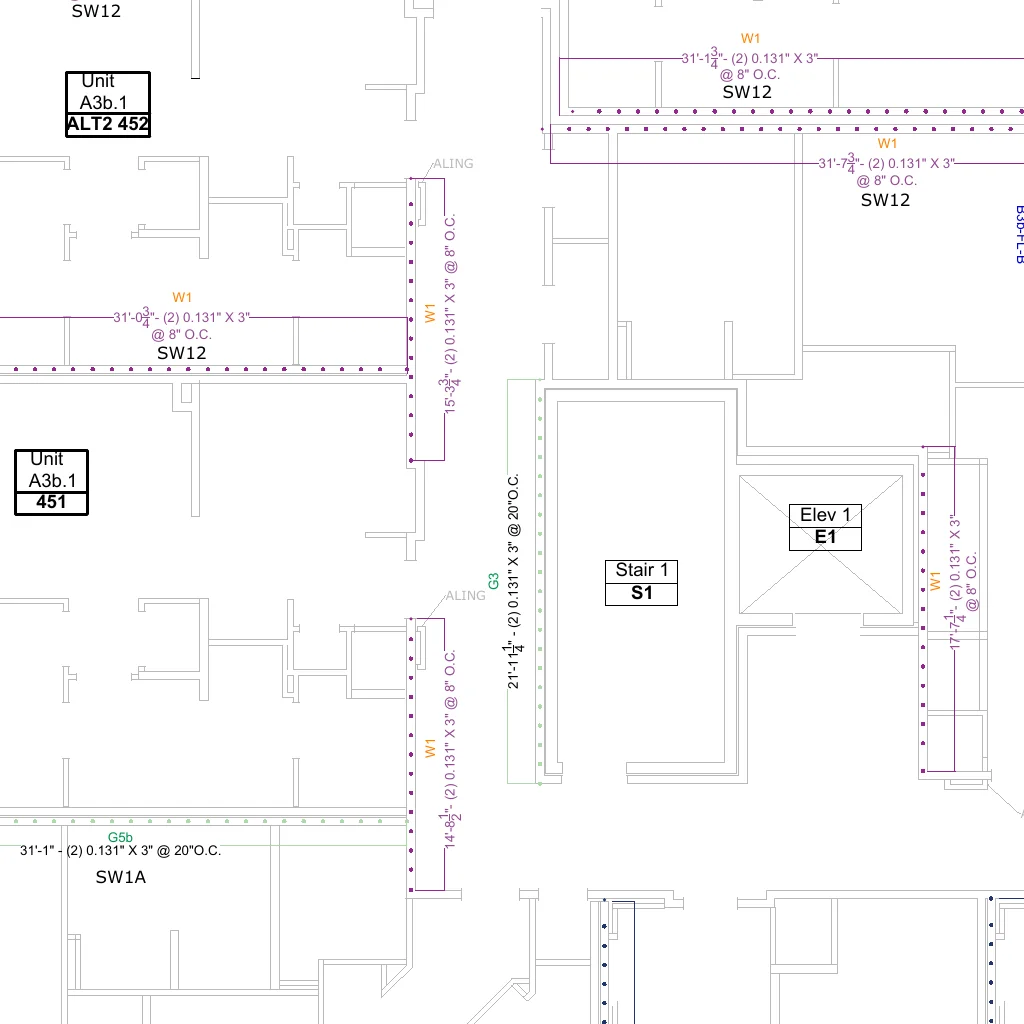 SW12
Unit
A3b.1
ALT2 452
W1
31'-1 3/4"- (2) 0.131" X 3"
@ 8" O.C.
SW12
W1
31'-7 3/4"- (2) 0.131" X 3"
@ 8" O.C.
SW12
B3b-FL-B
ALING
W1
15'-3 3/4"- (2) 0.131" X 3" @ 8" O.C.
W1
31'-0 3/4"- (2) 0.131" X 3"
@ 8" O.C.
SW12
Unit
A3b.1
451
G3
21'-11 1/4" - (2) 0.131" X 3" @ 20"O.C.
Elev 1
E1
Stair 1
S1
W1
17'-7 1/4"- (2) 0.131" X 3"
@ 8" O.C.
ALING
W1
14'-8 1/2"- (2) 0.131" X 3" @ 8" O.C.
G5b
31'-1" - (2) 0.131" X 3" @ 20"O.C.
SW1A